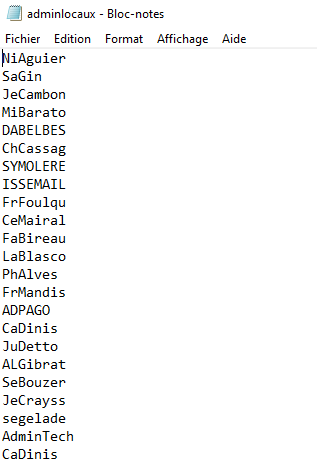 adminlocaux - Bloc-notes
Fichier Edition Format Affichage Aide
NiAguier
SaGin
JeCambon
MiBarato
DABELBES
ChCassag
SYMOLERE
ISSEMAIL
FrFoulqu
CeMairal
FaBireau
LaBlasco
PhAlves
FrMandis
ADPAGO
CaDinis
JuDetto
ALGibrat
SeBouzer
JeCrayss
segelade
AdminTech
CaDinis